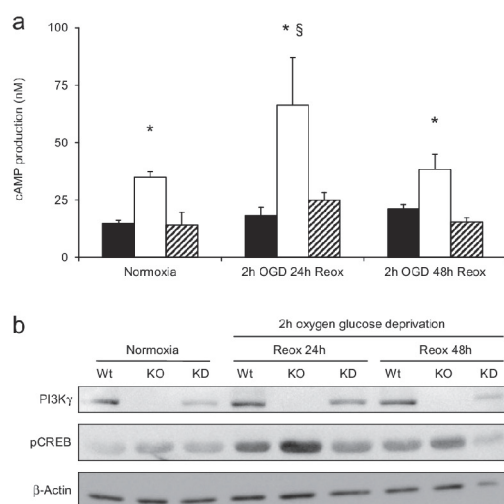 a
100
75
50
25
0
cAMP production (nM)
*
* §
*
Normoxia 2h OGD 24h Reox 2h OGD 48h Reox
b
2h oxygen glucose deprivation
Normoxia Reox 24h Reox 48h
Wt KO KD Wt KO KD Wt KO KD
PI3Kγ
pCREB
β-Actin